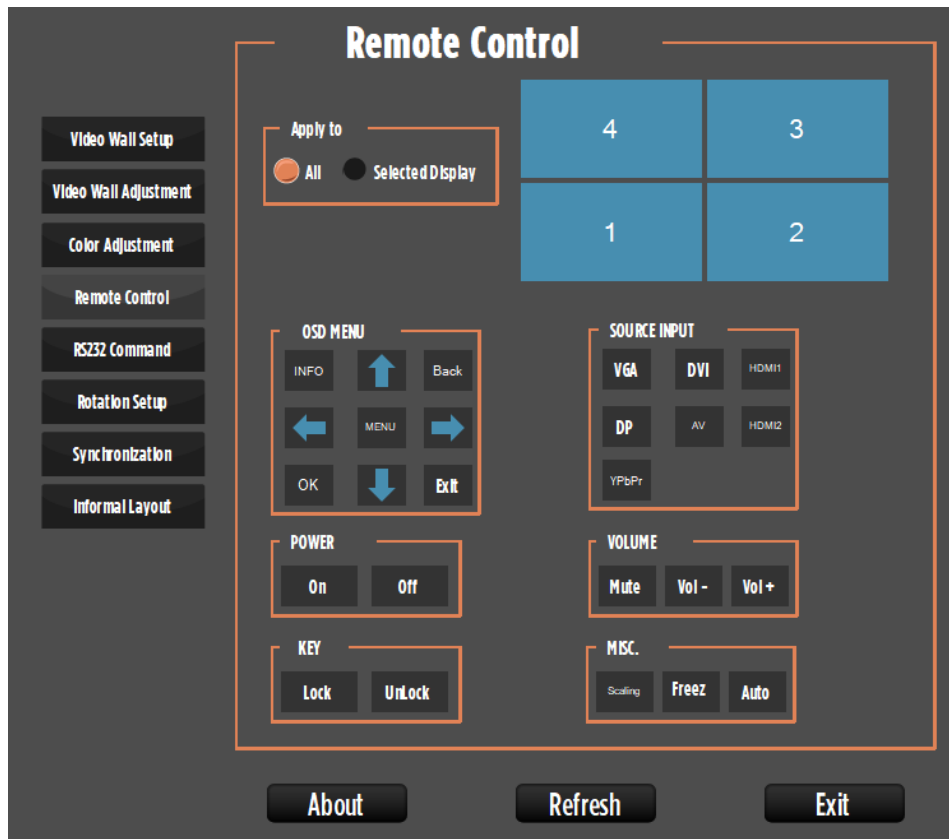 Remote Control
Video Wall Setup
Video Wall Adjustment
Color Adjustment
Remote Control
RS232 Command
Rotation Setup
Synchronization
Informal Layout
Apply to
All Selected Display
4 3
1 2
OSD MENU
INFO Back
MENU
OK Exit
SOURCE INPUT
VGA DVI HDMI1
DP AV HDMI2
YPbPr
POWER
On Off
VOLUME
Mute Vol - Vol +
KEY
Lock UnLock
MISC.
Scaling Freez Auto
About Refresh Exit